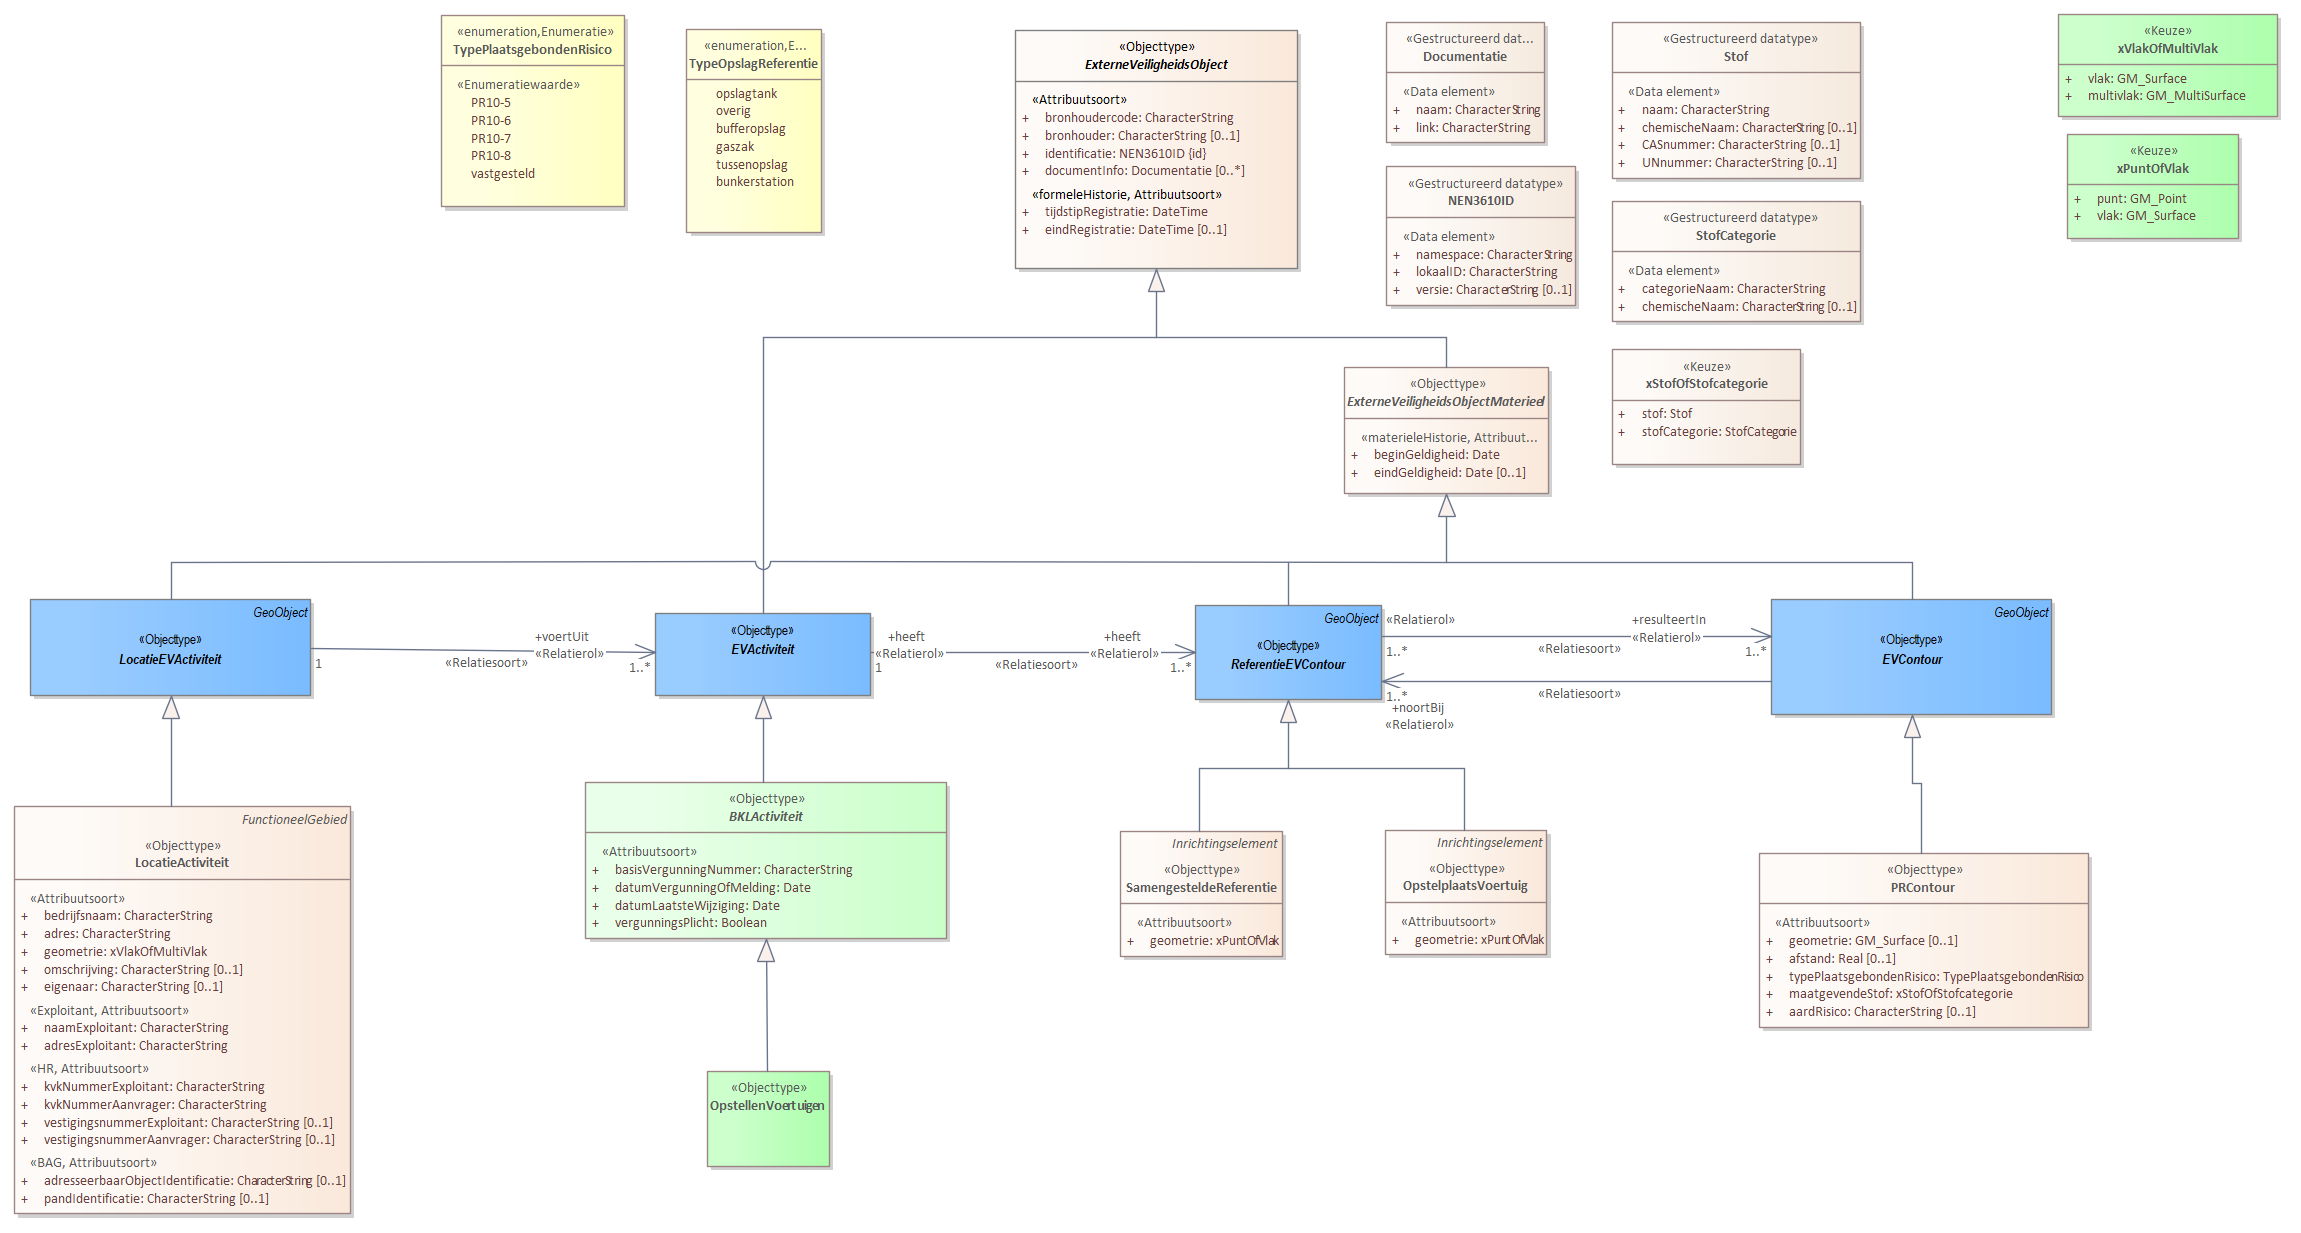 «enumeration,Enumeratie»
TypePlaatsgebondenRisico
«Enumeratiewaarde»
PR10-5
PR10-6
PR10-7
PR10-8
vastgesteld
«enumeration,E...
TypeOpslagReferentie
opslagtank
overig
bufferopslag
gaszak
tussenopslag
bunkerstation
«Objecttype»
ExterneVeiligheidsObject
«Attribuutsoort»
+ bronhoudercode: CharacterString
+ bronhouder: CharacterString [0..1]
+ identificatie: NEN3610ID {id}
+ documentInfo: Documentatie [0..*]
«formeleHistorie, Attribuutsoort»
+ tijdstipRegistratie: DateTime
+ eindRegistratie: DateTime [0..1]
«Gestructureerd dat...
Documentatie
«Data element»
+ naam: CharacterString
+ link: CharacterString
«Gestructureerd datatype»
NEN3610ID
«Data element»
+ namespace: CharacterString
+ lokaalID: CharacterString
+ versie: CharacterString [0..1]
«Gestructureerd datatype»
Stof
«Data element»
+ naam: CharacterString
+ chemischeNaam: CharacterString [0..1]
+ CASnummer: CharacterString [0..1]
+ UNnummer: CharacterString [0..1]
«Gestructureerd datatype»
StofCategorie
«Data element»
+ categorieNaam: CharacterString
+ chemischeNaam: CharacterString [0..1]
«Keuze»
xStofOfStofcategorie
+ stof: Stof
+ stofCategorie: StofCategorie
«Keuze»
xVlakOfMultiVlak
+ vlak: GM_Surface
+ multivlak: GM_MultiSurface
«Keuze»
xPuntOfVlak
+ punt: GM_Point
+ vlak: GM_Surface
«Objecttype»
ExterneVeiligheidsObjectMaterieel
«materieleHistorie, Attribuut...
+ beginGeldigheid: Date
+ eindGeldigheid: Date [0..1]
GeoObject
«Objecttype»
LocatieEVActiviteit
1
«Relatiesoort»
+voertUit
«Relatierol»
1..*
«Objecttype»
EVActiviteit
+heeft
«Relatierol»
1
«Relatiesoort»
+heeft
«Relatierol»
1..*
GeoObject
«Objecttype»
ReferentieEVContour
«Relatierol»
1..*
«Relatiesoort»
+resulteertIn
«Relatierol»
1..*
1..*
+noortBij
«Relatierol»
«Relatiesoort»
GeoObject
«Objecttype»
EVContour
FunctioneelGebied
«Objecttype»
LocatieActiviteit
«Attribuutsoort»
+ bedrijfsnaam: CharacterString
+ adres: CharacterString
+ geometrie: xVlakOfMultiVlak
+ omschrijving: CharacterString [0..1]
+ eigenaar: CharacterString [0..1]
«Exploitant, Attribuutsoort»
+ naamExploitant: CharacterString
+ adresExploitant: CharacterString
«HR, Attribuutsoort»
+ kvkNummerExploitant: CharacterString
+ kvkNummerAanvrager: CharacterString
+ vestigingsnummerExploitant: CharacterString [0..1]
+ vestigingsnummerAanvrager: CharacterString [0..1]
«BAG, Attribuutsoort»
+ adresseerbaarObjectIdentificatie: CharacterString [0..1]
+ pandIdentificatie: CharacterString [0..1]
«Objecttype»
BKLActiviteit
«Attribuutsoort»
+ basisVergunningNummer: CharacterString
+ datumVergunningOfMelding: Date
+ datumLaatsteWijziging: Date
+ vergunningsPlicht: Boolean
«Objecttype»
OpstellenVoertuigen
Inrichtingselement
«Objecttype»
SamengesteldeReferentie
«Attribuutsoort»
+ geometrie: xPuntOfVlak
Inrichtingselement
«Objecttype»
OpstelplaatsVoertuig
«Attribuutsoort»
+ geometrie: xPuntOfVlak
«Objecttype»
PRContour
«Attribuutsoort»
+ geometrie: GM_Surface [0..1]
+ afstand: Real [0..1]
+ typePlaatsgebondenRisico: TypePlaatsgebondenRisico
+ maatgevendeStof: xStofOfStofcategorie
+ aardRisico: CharacterString [0..1]